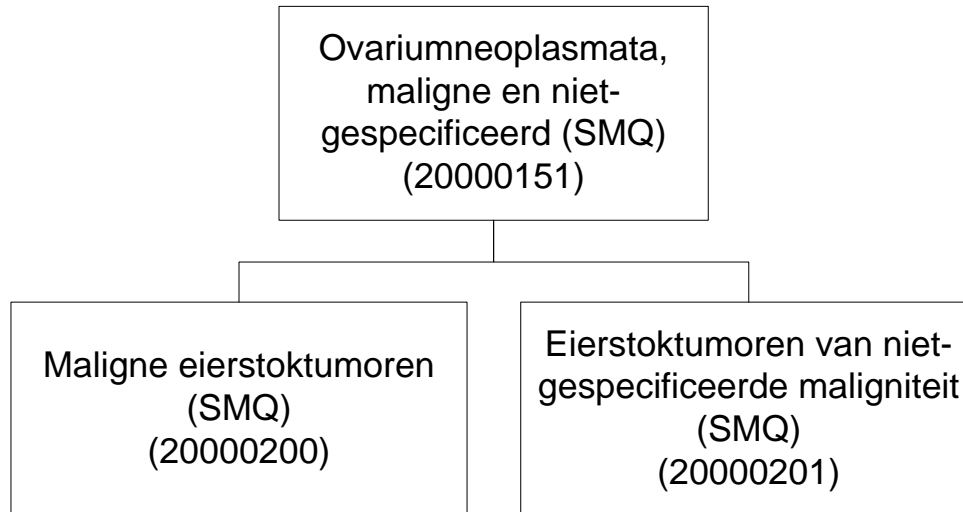 Ovariumneoplasmata,
maligne en niet-
gespecificeerd (SMQ)
(20000151)
Maligne eierstoktumoren
(SMQ)
(20000200)
Eierstoktumoren van niet-
gespecificeerde maligniteit
(SMQ)
(20000201)